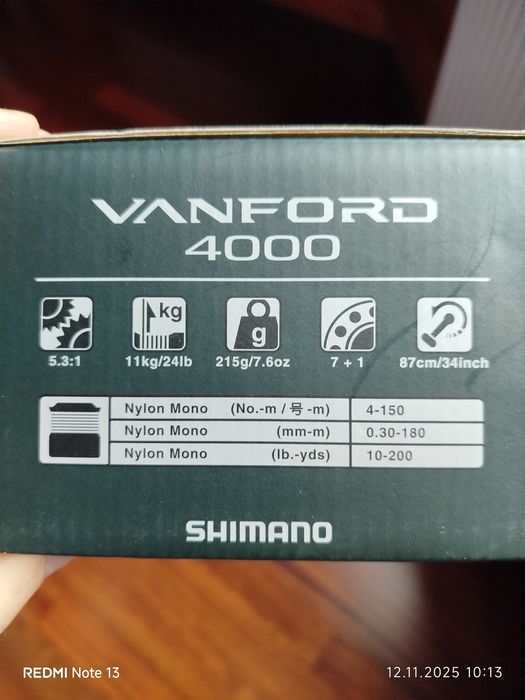 VANFORD
4000
kg
g
5.3:1 11kg/24lb 215g/7.6oz 7 + 1 87cm/34inch
Nylon Mono (No.-m / 号 -m) 4-150
Nylon Mono (mm-m) 0.30-180
Nylon Mono (lb.-yds) 10-200
SHIMANO
REDMI Note 13 12.11.2025 10:13